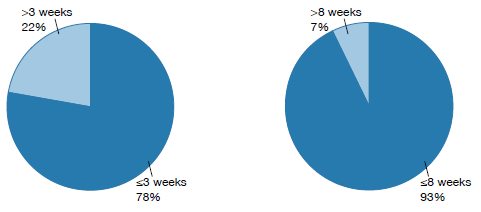 >3 weeks
22%
≤3 weeks
78%
>8 weeks
7%
≤8 weeks
93%